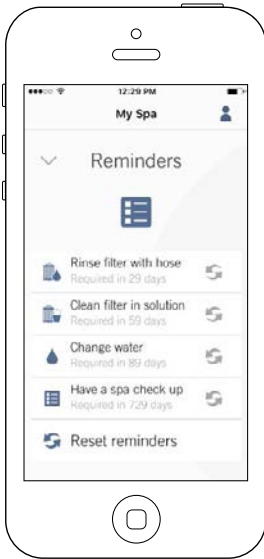 12:29 PM
My Spa
Reminders
Rinse filter with hose
Required in 29 days
Clean filter in solution
Required in 59 days
Change water
Required in 89 days
Have a spa check up
Required in 729 days
Reset reminders